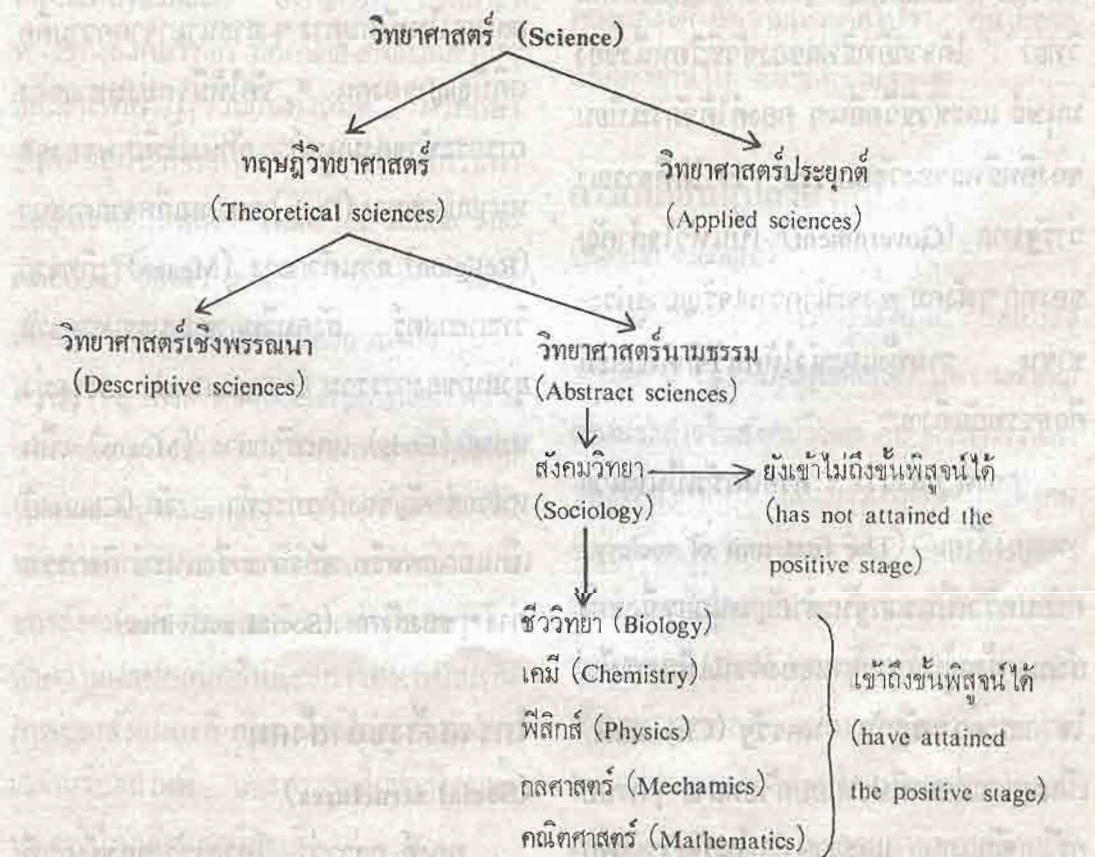 วิทยาศาสตร์ (Science)
ทฤษฎีวิทยาศาสตร์
(Theoretical sciences)
วิทยาศาสตร์ประยุกต์
(Applied sciences)
วิทยาศาสตร์เชิงพรรณนา
(Descriptive sciences)
วิทยาศาสตร์นามธรรม
(Abstract sciences)
สังคมวิทยา
(Sociology)
ยังเข้าไม่ถึงขั้นพิสูจน์ได้
(has not attained the
positive stage)
ชีววิทยา (Biology)
เคมี (Chemistry)
ฟิสิกส์ (Physics)
กลศาสตร์ (Mechamics)
คณิตศาสตร์ (Mathematics)
เข้าถึงขั้นพิสูจน์ได้
(have attained
the positive stage)